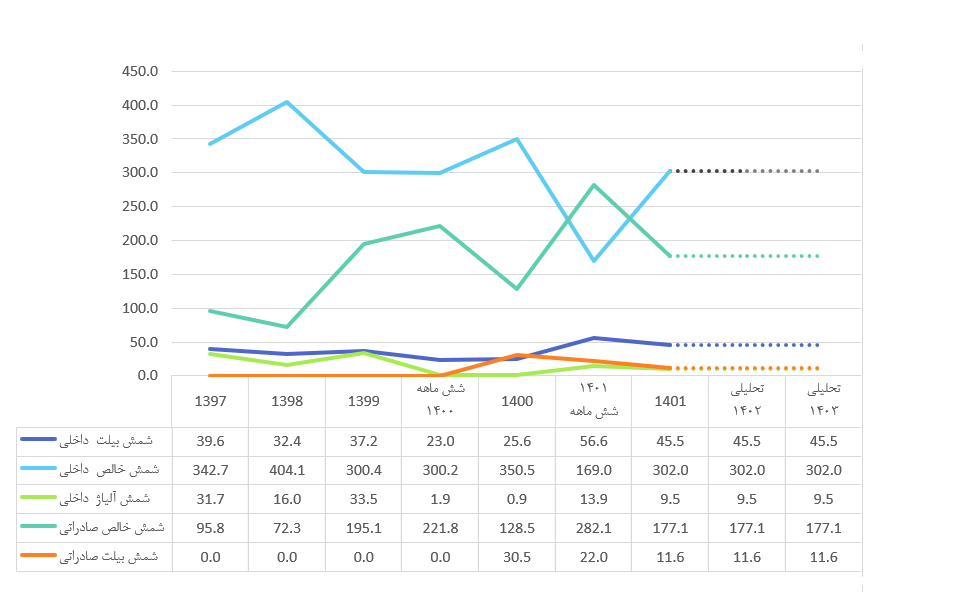 450.0
400.0
350.0
300.0
250.0
200.0
150.0
100.0
50.0
0.0
1397 1398 1399 شش ماهه ۱۴۰۰ 1400 ۱۴۰۱ شش ماهه 1401 تحلیلی ۱۴۰۲ تحلیلی ۱۴۰۳
شمش بیلت داخلی 39.6 32.4 37.2 23.0 25.6 56.6 45.5 45.5 45.5
شمش خالص داخلی 342.7 404.1 300.4 300.2 350.5 169.0 302.0 302.0 302.0
شمش آلیاژ داخلی 31.7 16.0 33.5 1.9 0.9 13.9 9.5 9.5 9.5
شمش خالص صادراتی 95.8 72.3 195.1 221.8 128.5 282.1 177.1 177.1 177.1
شمش بیلت صادراتی 0.0 0.0 0.0 0.0 30.5 22.0 11.6 11.6 11.6